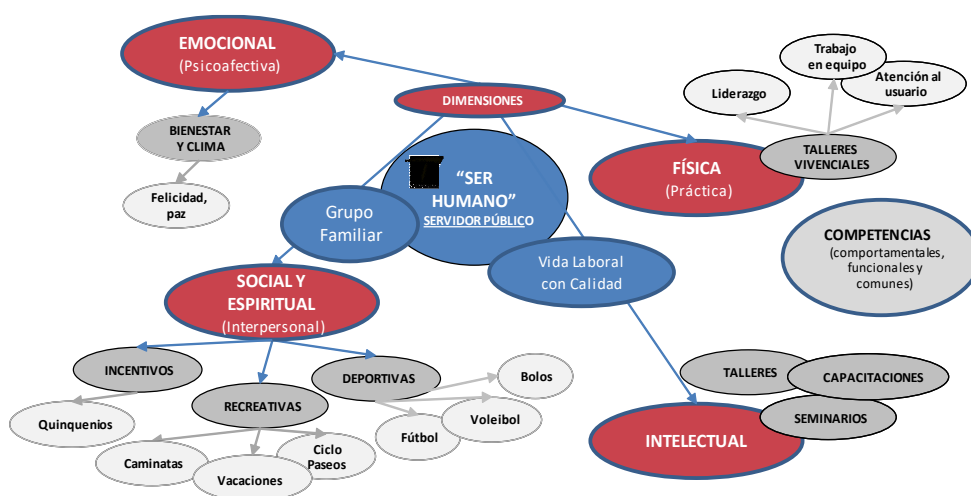 EMOCIONAL
(Psicoafectiva)
DIMENSIONES
Trabajo
en equipo
Liderazgo
Atención al
usuario
BIENESTAR
Y CLIMA
TALLERES
VIVENCIALES
FÍSICA
(Práctica)
Felicidad,
paz
"SER
HUMANO"
SERVIDOR PÚBLICO
Grupo
Familiar
Vida Laboral
con Calidad
COMPETENCIAS
(comportamentales,
funcionales y
comunes)
SOCIAL Y
ESPIRITUAL
(Interpersonal)
INCENTIVOS
DEPORTIVAS
Bolos
RECREATIVAS
Quinquenios
Voleibol
Fútbol
Caminatas
Ciclo
Paseos
Vacaciones
TALLERES
CAPACITACIONES
SEMINARIOS
INTELECTUAL